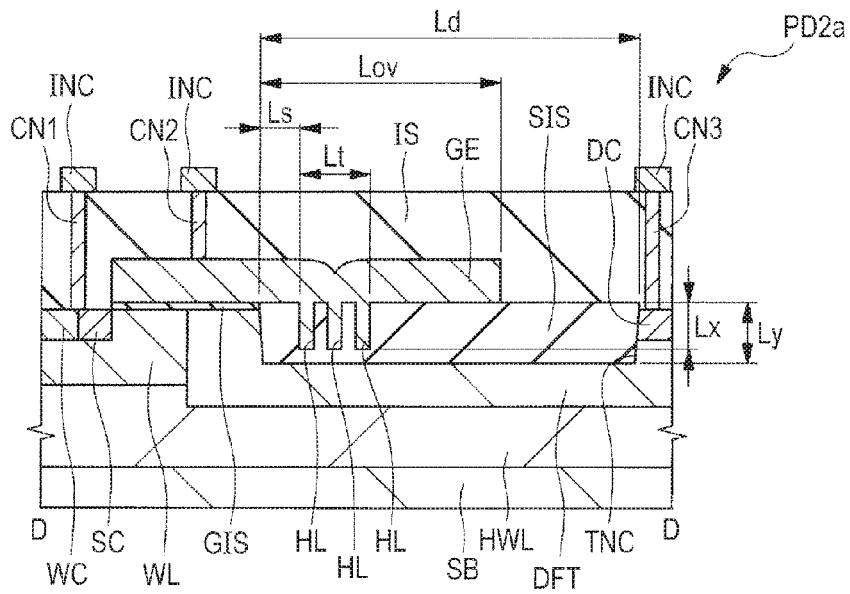 Ld
PD2a
Lov
INC
INC
INC
CN1
CN2
Ls
IS
GE
SIS
DC
CN3
Lt
Lx
Ly
D
D
WC
SC
WL
GIS
HL
HL
HL
SB
HWL
DFT
TNC